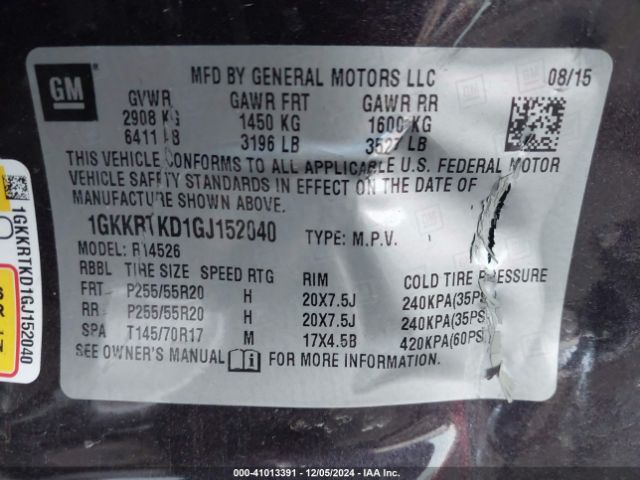 GM
MFD BY GENERAL MOTORS LLC 08/15
GVWR GAWR FRT GAWR RR
2908 KG 1450 KG 1600 KG
6411 LB 3196 LB 3527 LB
THIS VEHICLE CONFORMS TO ALL APPLICABLE U.S. FEDERAL MOTOR
VEHICLE SAFETY STANDARDS IN EFFECT ON THE DATE OF
MANUFACTURE SHOWN ABOVE.
1GKKRTKD1GJ152040 TYPE: M.P.V.
MODEL: R14526
RBBL TIRE SIZE SPEED RTG RIM COLD TIRE PRESSURE
FRT P255/55R20 H 20X7.5J 240KPA(35PS
RR P255/55R20 H 20X7.5J 240KPA(35PS
SPA T145/70R17 M 17X4.5B 420KPA(60PS
SEE OWNER'S MANUAL FOR MORE INFORMATION.
1GKKRTKD1GJ152040
000-41013391 - 12/05/2024 - IAA Inc.